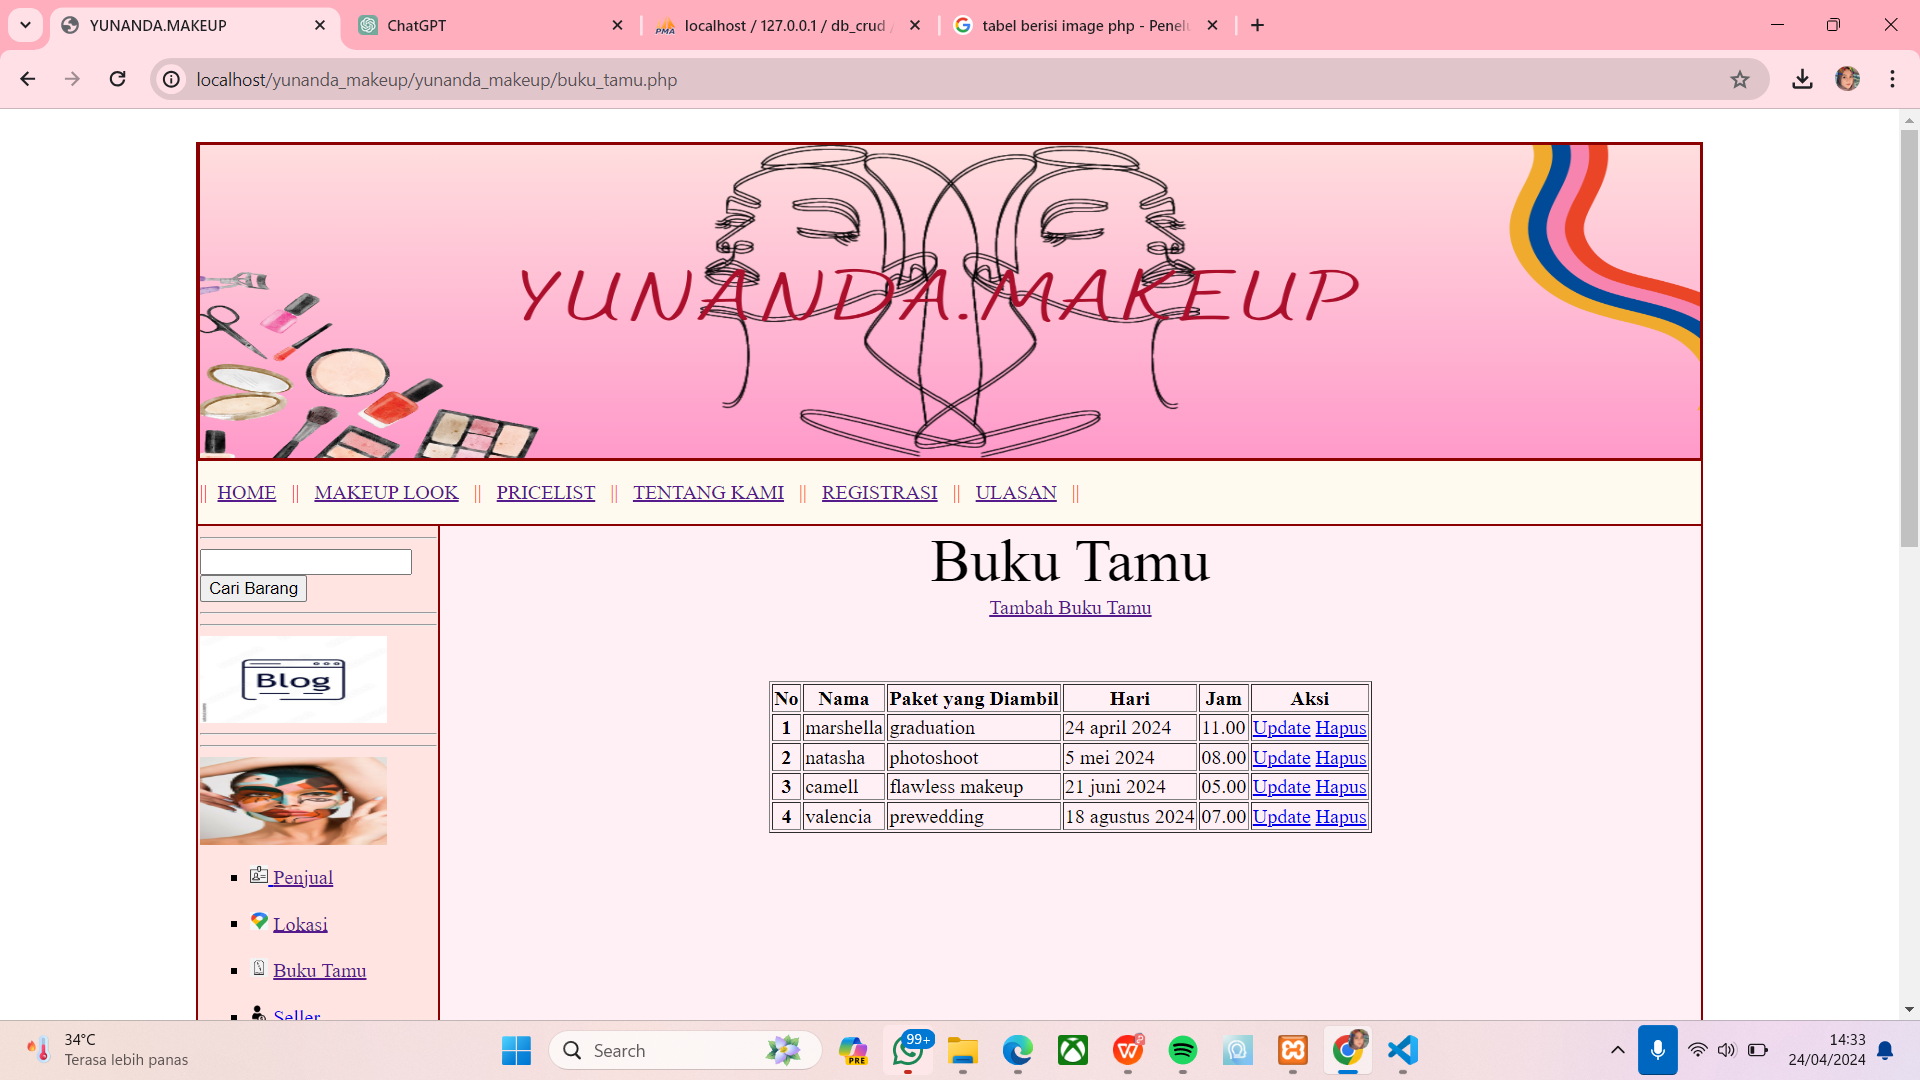 YUNANDA.MAKEUP
ChatGPT
localhost / 127.0.0.1 / db_crud /
tabel berisi image php - Penelu
localhost/yunanda_makeup/yunanda_makeup/buku_tamu.php
YUNANDA.MAKEUP
|| HOME || MAKEUP LOOK || PRICELIST || TENTANG KAMI || REGISTRASI || ULASAN ||
Cari Barang
Blog
Penjual
Lokasi
Buku Tamu
Seller
Buku Tamu
Tambah Buku Tamu
No Nama Paket yang Diambil Hari Jam Aksi
1 marshella graduation 24 april 2024 11.00 Update Hapus
2 natasha photoshoot 5 mei 2024 08.00 Update Hapus
3 camell flawless makeup 21 juni 2024 05.00 Update Hapus
4 valencia prewedding 18 agustus 2024 07.00 Update Hapus
34°C
Terasa lebih panas
Search
PRE
99+
14:33
24/04/2024